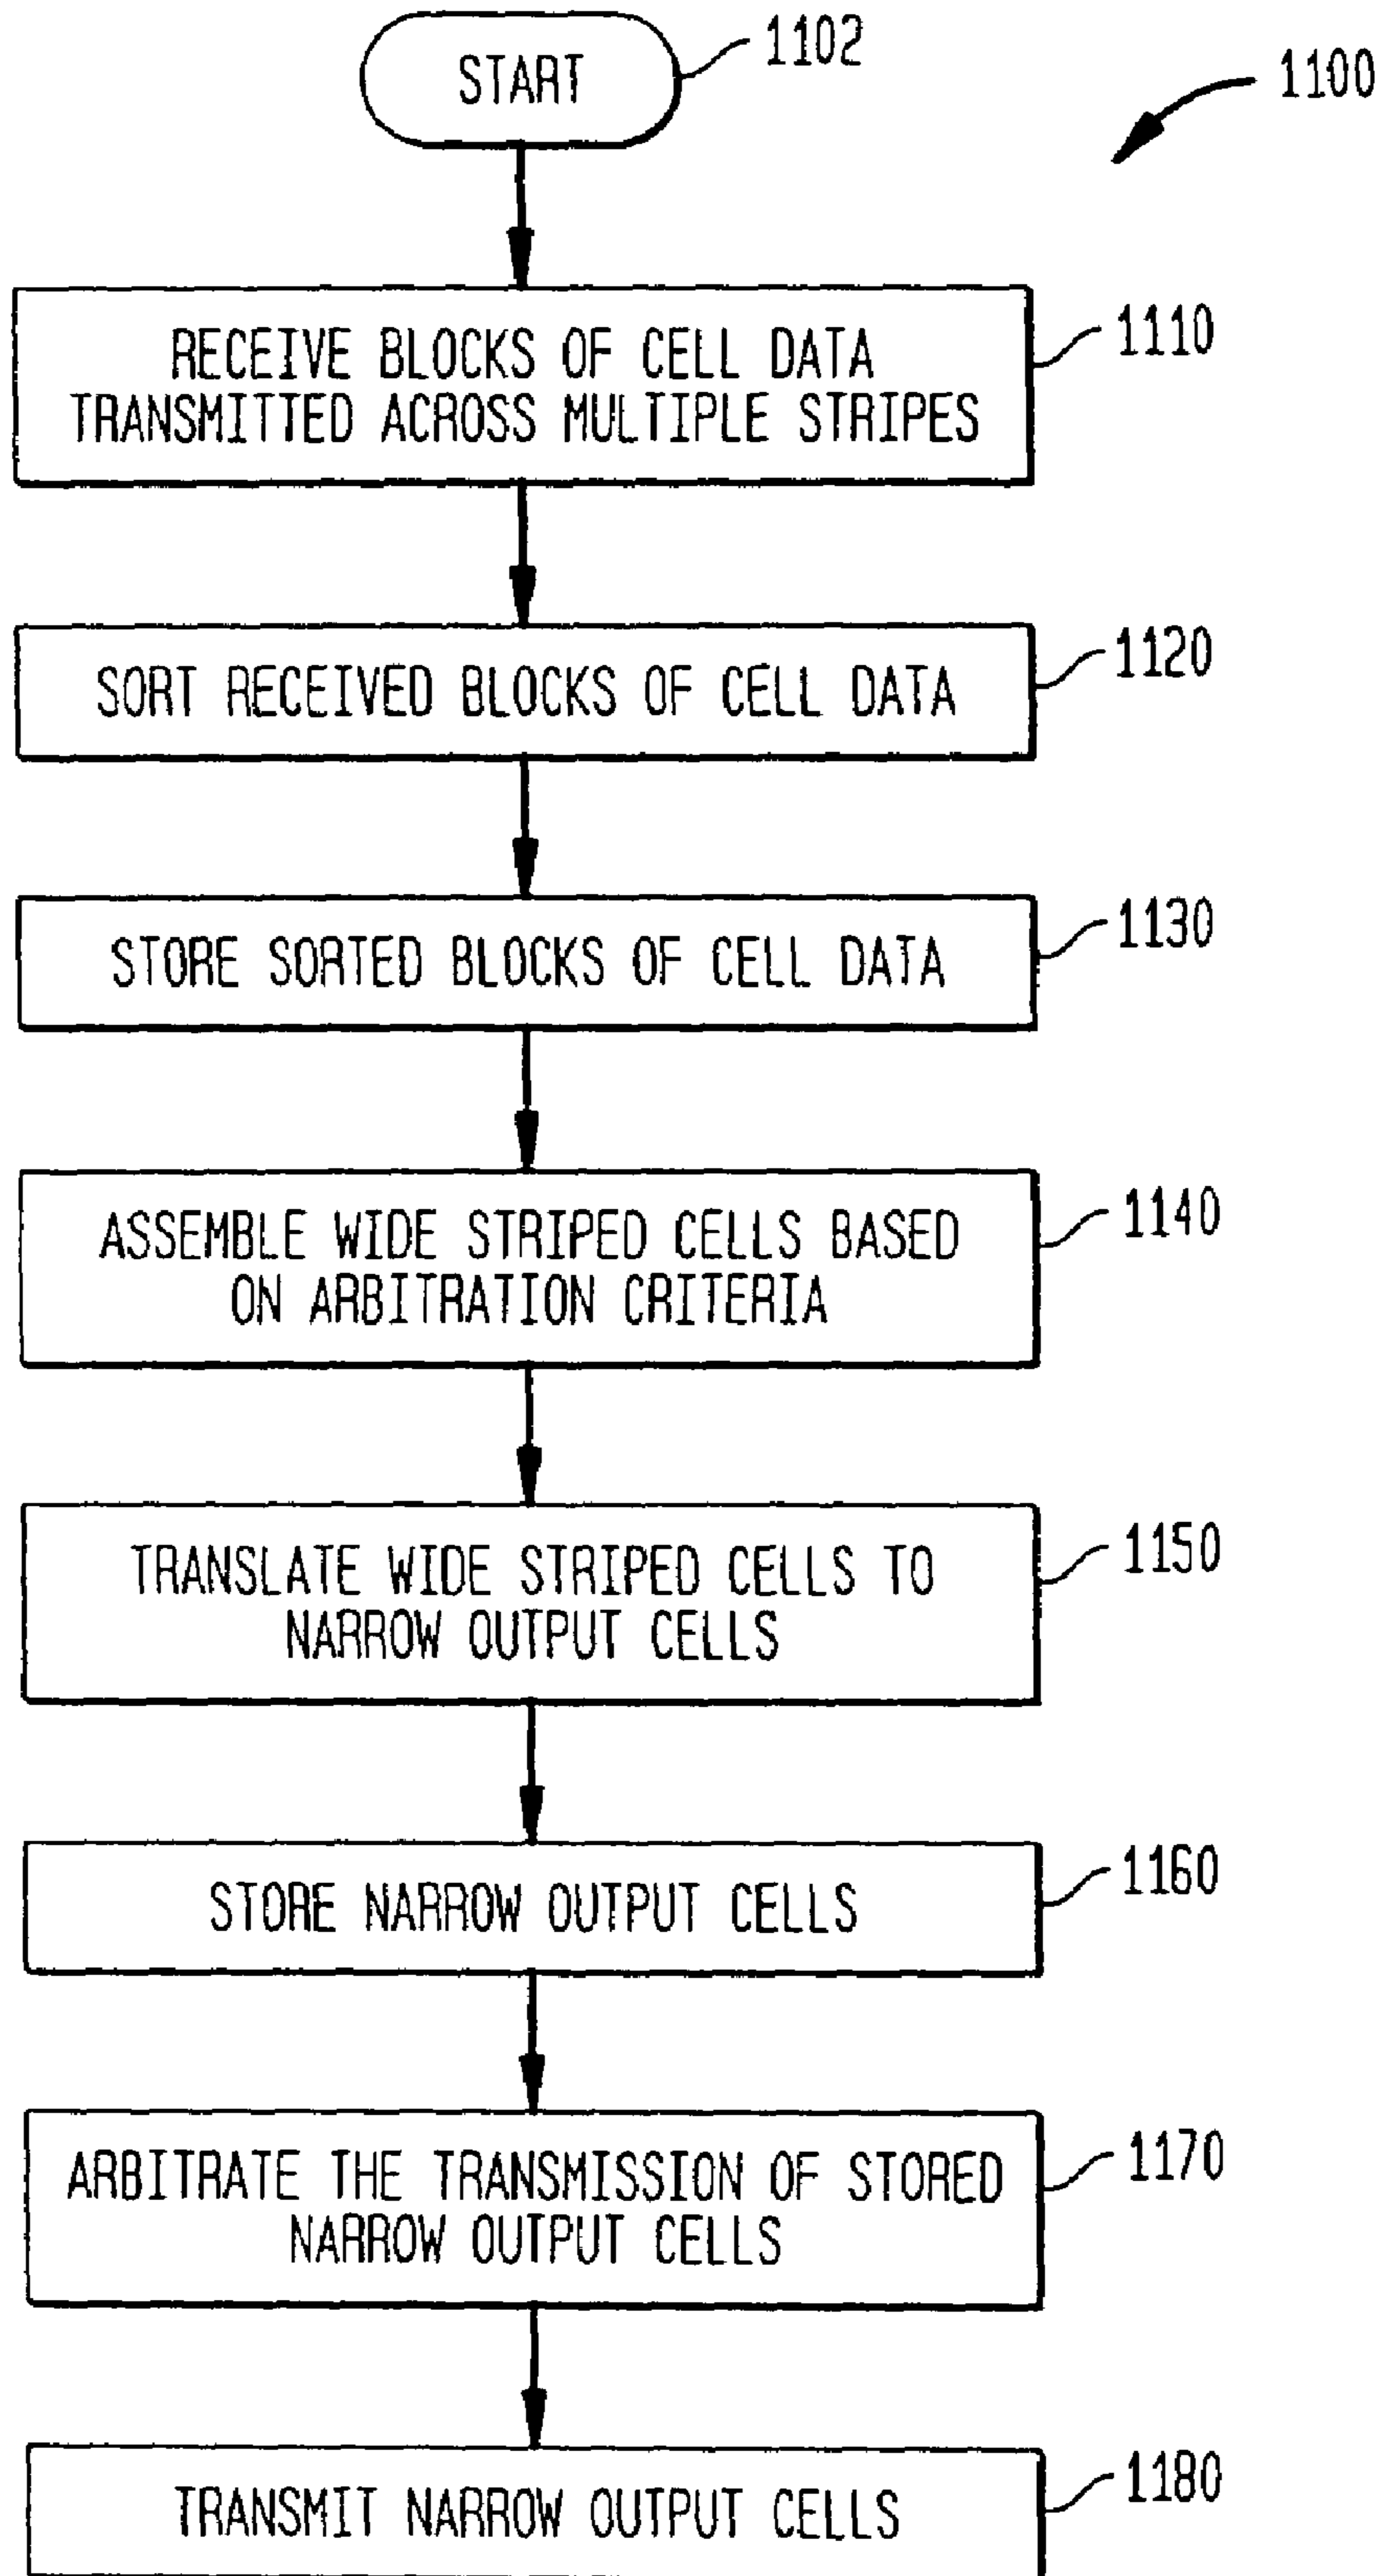 START
1102
1100
RECEIVE BLOCKS OF CELL DATA
TRANSMITTED ACROSS MULTIPLE STRIPES
1110
SORT RECEIVED BLOCKS OF CELL DATA
1120
STORE SORTED BLOCKS OF CELL DATA
1130
ASSEMBLE WIDE STRIPED CELLS BASED
ON ARBITRATION CRITERIA
1140
TRANSLATE WIDE STRIPED CELLS TO
NARROW OUTPUT CELLS
1150
STORE NARROW OUTPUT CELLS
1160
ARBITRATE THE TRANSMISSION OF STORED
NARROW OUTPUT CELLS
1170
TRANSMIT NARROW OUTPUT CELLS
1180